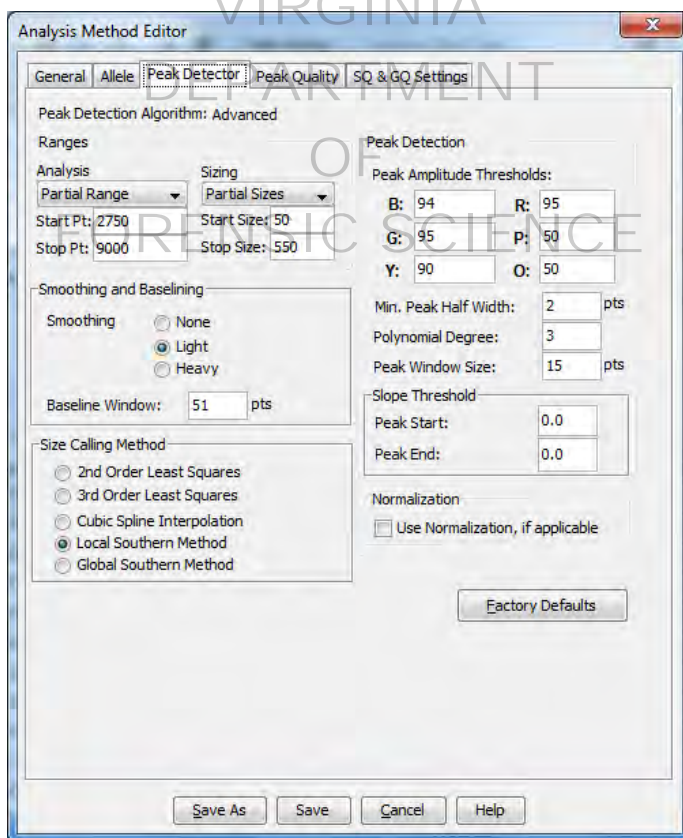 VIRGINIA
Analysis Method Editor
x
General Allele Peak Detector Peak Quality SQ & GQ Settings
DEPARTMENT
Peak Detection Algorithm: Advanced
OF
Ranges
Analysis Sizing
Partial Range Partial Sizes
Start Pt: 2750 Start Size: 50
Stop Pt: 9000 Stop Size: 550
FORENSIC SCIENCE
Smoothing and Baselining
Smoothing None
Light
Heavy
Baseline Window: 51 pts
Size Calling Method
2nd Order Least Squares
3rd Order Least Squares
Cubic Spline Interpolation
Local Southern Method
Global Southern Method
Peak Detection
Peak Amplitude Thresholds:
B: 94 R: 95
G: 95 P: 50
Y: 90 O: 50
Min. Peak Half Width: 2 pts
Polynomial Degree: 3
Peak Window Size: 15 pts
Slope Threshold
Peak Start: 0.0
Peak End: 0.0
Normalization
Use Normalization, if applicable
Factory Defaults
Save As Save Cancel Help